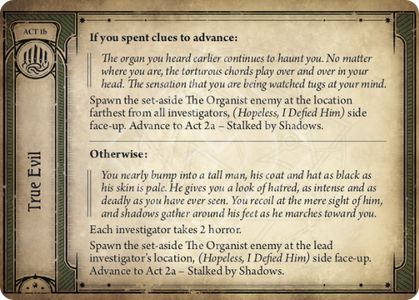 ACT 1b
True Evil
If you spent clues to advance:
The organ you heard earlier continues to haunt you. No matter
where you are, the torturous chords play over and over in your
head. The sensation that you are being watched tugs at your mind.
Spawn the set-aside The Organist enemy at the location
farthest from all investigators, (Hopeless, I Defied Him) side
face-up. Advance to Act 2a – Stalked by Shadows.
Otherwise:
You nearly bump into a tall man, his coat and hat as black as
his skin is pale. He gives you a look of hatred, as intense and as
deadly as you have ever seen. You recoil at the mere sight of him,
and shadows gather around his feet as he marches toward you.
Each investigator takes 2 horror.
Spawn the set-aside The Organist enemy at the lead
investigator’s location, (Hopeless, I Defied Him) side face-up.
Advance to Act 2a – Stalked by Shadows.